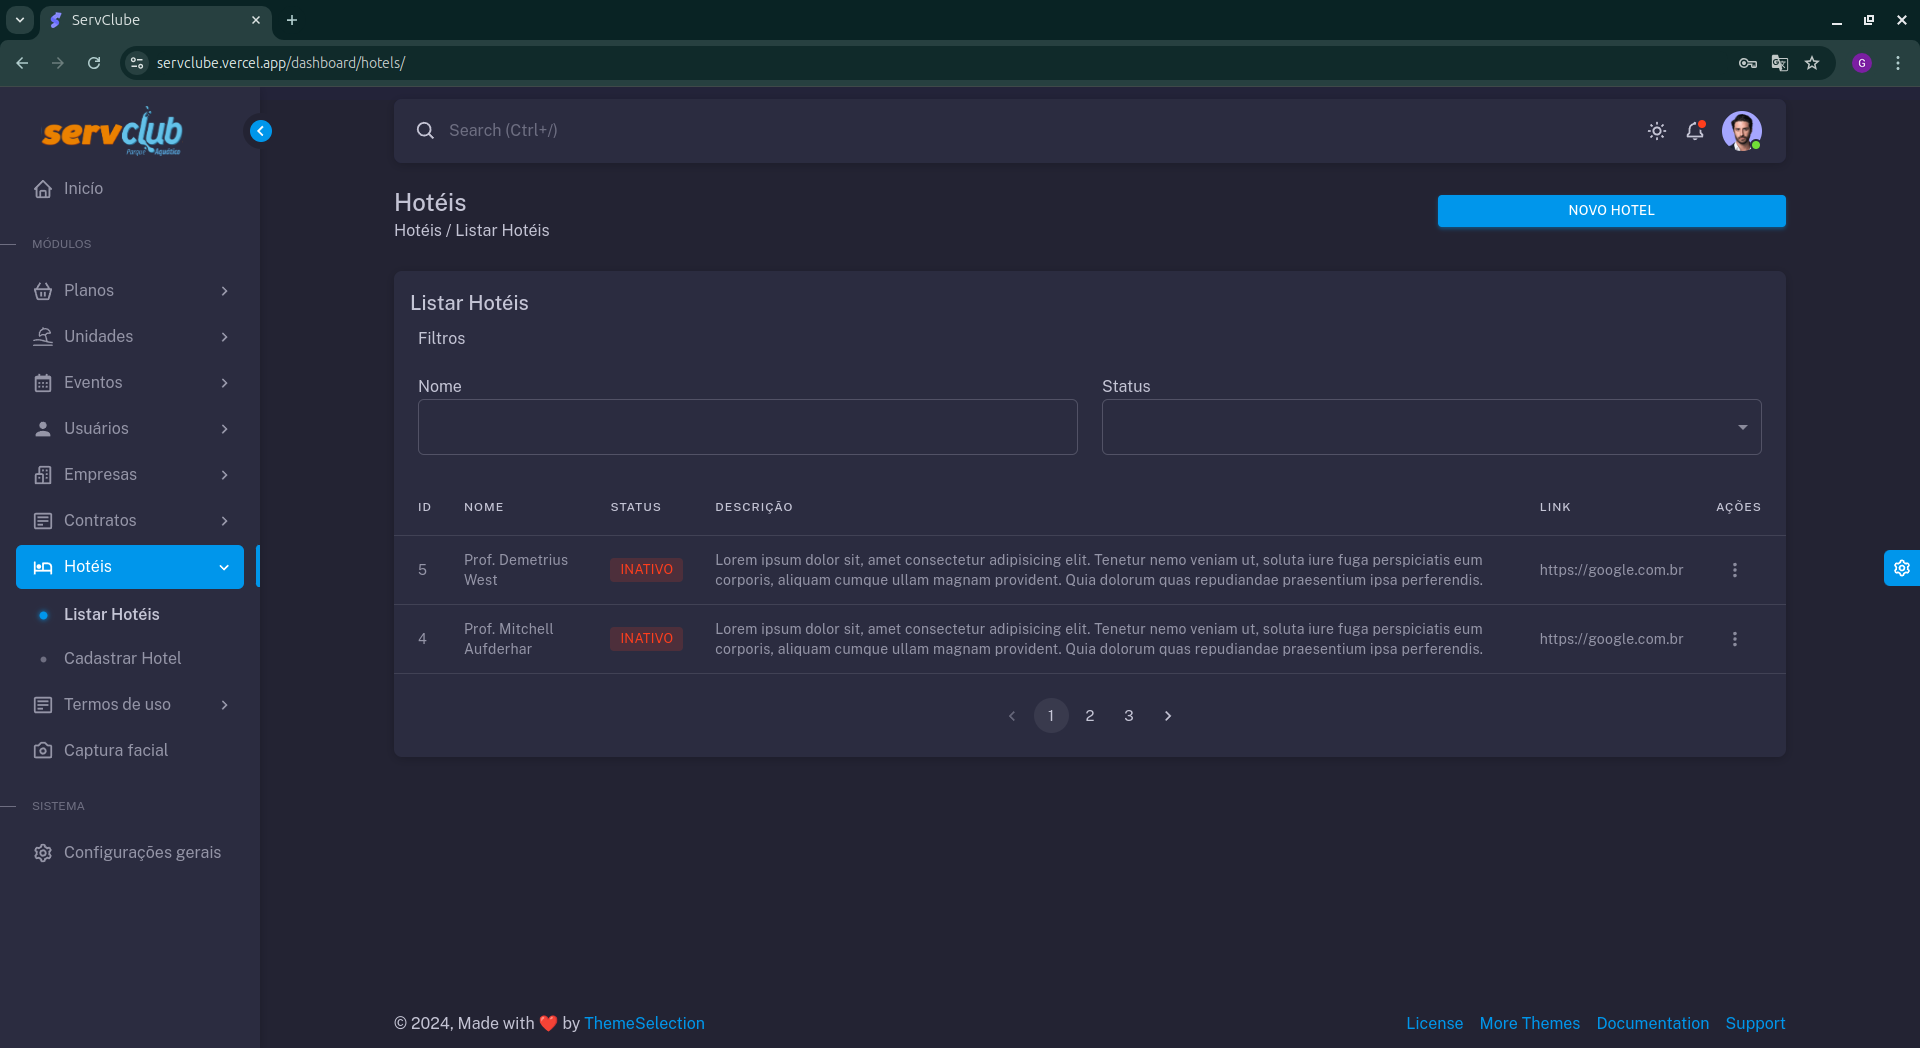 ServClube
servclube.vercel.app/dashboard/hotels/
G
servclub
Parque Aquático
Search (Ctrl+/)
Inicío
MÓDULOS
Planos
Unidades
Eventos
Usuários
Empresas
Contratos
Hotéis
Listar Hotéis
Cadastrar Hotel
Termos de uso
Captura facial
SISTEMA
Configurações gerais
Hotéis
Hotéis / Listar Hotéis
NOVO HOTEL
Listar Hotéis
Filtros
Nome
Status
ID NOME STATUS DESCRIÇÃO LINK AÇÕES
5 Prof. Demetrius West INATIVO Lorem ipsum dolor sit, amet consectetur adipisicing elit. Tenetur nemo veniam ut, soluta iure fuga perspiciatis eum
corporis, aliquam cumque ullam magnam provident. Quia dolorum quas repudiandae praesentium ipsa perferendis. https://google.com.br
4 Prof. Mitchell Aufderhar INATIVO Lorem ipsum dolor sit, amet consectetur adipisicing elit. Tenetur nemo veniam ut, soluta iure fuga perspiciatis eum
corporis, aliquam cumque ullam magnam provident. Quia dolorum quas repudiandae praesentium ipsa perferendis. https://google.com.br
1 2 3
© 2024, Made with ❤️ by ThemeSelection
License More Themes Documentation Support